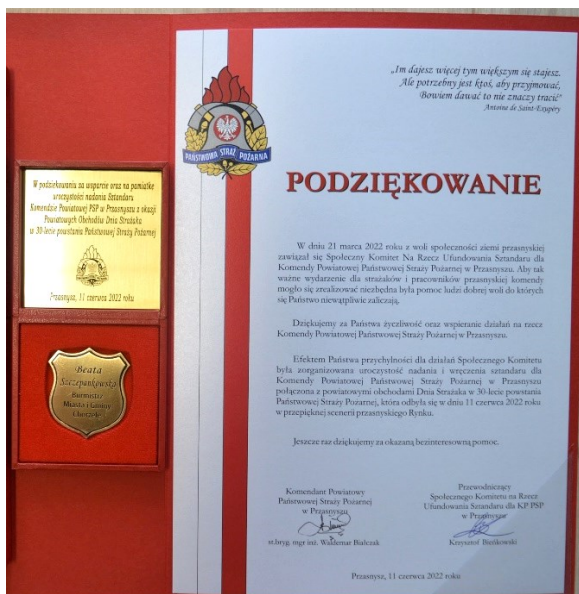 W podziękowaniu za wsparcie oraz na pamiątkę
uroczystości nadania Sztandaru
Komendzie Powiatowej PSP w Przasnyszu z okazji
Powiatowych Obchodów Dnia Strażaka
w 30-lecie powstania Państwowej Straży Pożarnej
Przasnysz, 11 czerwca 2022 roku
Beata
Szczepankowska
Burmistrz
Miasta i Gminy
Chorzele
PAŃSTWOWA STRAŻ POŻARNA
„Im dajesz więcej tym większym się stajesz.
Ale potrzebny jest ktoś, aby przyjmować,
Bowiem dawać to nie znaczy tracić”
Antoine de Saint-Exupéry
PODZIĘKOWANIE
W dniu 21 marca 2022 roku z woli społeczności ziemi przasnyskiej
zawiązał się Społeczny Komitet Na Rzecz Ufundowania Sztandaru dla
Komendy Powiatowej Państwowej Straży Pożarnej w Przasnyszu. Aby tak
ważne wydarzenie dla strażaków i pracowników przasnyskiej komendy
mogło się zrealizować niezbędna była pomoc ludzi dobrej woli do których
się Państwo niewątpliwie zaliczają.
Dziękujemy za Państwa życzliwość oraz wspieranie działań na rzecz
Komendy Powiatowej Państwowej Straży Pożarnej w Przasnyszu.
Efektem Państwa przychylności dla działań Społecznego Komitetu
była zorganizowana uroczystość nadania i wręczenia sztandaru dla
Komendy Powiatowej Państwowej Straży Pożarnej w Przasnyszu
połączona z powiatowymi obchodami Dnia Strażaka w 30-lecie powstania
Państwowej Straży Pożarnej, która odbyła się w dniu 11 czerwca 2022 roku
w przepięknej scenerii przasnyskiego Rynku.
Jeszcze raz dziękujemy za okazaną bezinteresowną pomoc.
Komendant Powiatowy
Państwowej Straży Pożarnej
w Przasnyszu
st.bryg. mgr inż. Waldemar Białczak
Przewodniczący
Społecznego Komitetu na Rzecz
Ufundowania Sztandaru dla KP PSP
w Przasnyszu
Krzysztof Bieńkowski
Przasnysz, 11 czerwca 2022 roku